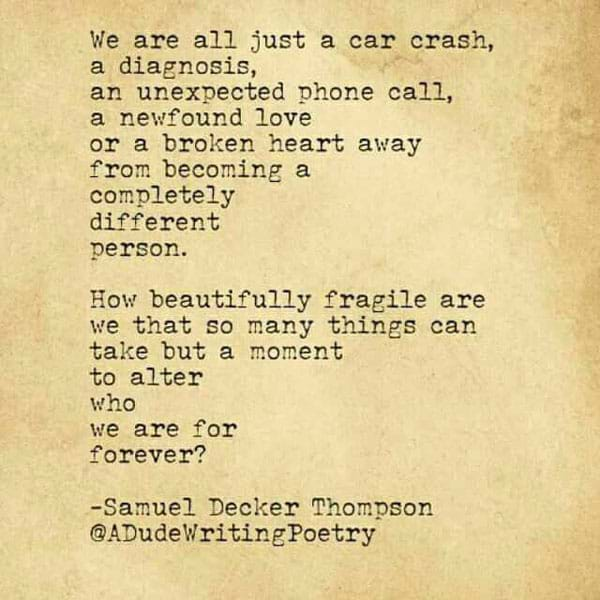 We are all just a car crash,
a diagnosis,
an unexpected phone call,
a newfound love
or a broken heart away
from becoming a
completely
different
person.
How beautifully fragile are
we that so many things can
take but a moment
to alter
who
we are for
forever?
-Samuel Decker Thompson
@ADudeWritingPoetry